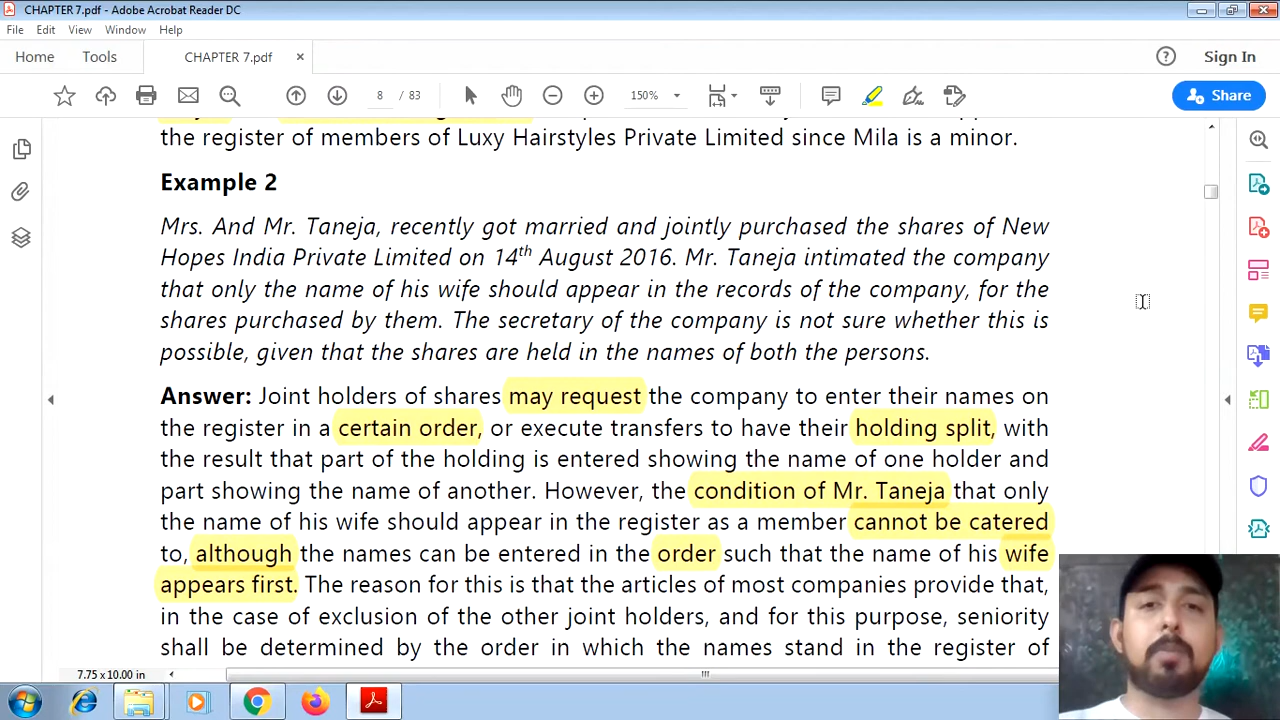 CHAPTER 7.pdf - Adobe Acrobat Reader DC
File Edit View Window Help
Home Tools CHAPTER 7.pdf × Sign In
8 / 83 150% Share
the register of members of Luxy Hairstyles Private Limited since Mila is a minor.
Example 2
Mrs. And Mr. Taneja, recently got married and jointly purchased the shares of New
Hopes India Private Limited on 14th August 2016. Mr. Taneja intimated the company
that only the name of his wife should appear in the records of the company, for the
shares purchased by them. The secretary of the company is not sure whether this is
possible, given that the shares are held in the names of both the persons.
Answer: Joint holders of shares may request the company to enter their names on
the register in a certain order, or execute transfers to have their holding split, with
the result that part of the holding is entered showing the name of one holder and
part showing the name of another. However, the condition of Mr. Taneja that only
the name of his wife should appear in the register as a member cannot be catered
to, although the names can be entered in the order such that the name of his wife
appears first. The reason for this is that the articles of most companies provide that,
in the case of exclusion of the other joint holders, and for this purpose, seniority
shall be determined by the order in which the names stand in the register of
7.75 x 10.00 in